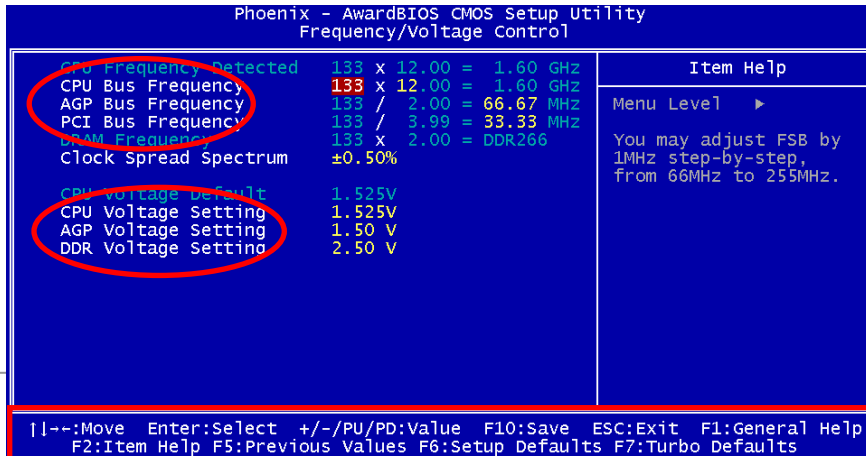 Phoenix - AwardBIOS CMOS Setup Utility
Frequency/Voltage Control
CPU Frequency Detected 133 x 12.00 = 1.60 GHz
CPU Bus Frequency 133 x 12.00 = 1.60 GHz
AGP Bus Frequency 133 / 2.00 = 66.67 MHz
PCI Bus Frequency 133 / 3.99 = 33.33 MHz
DRAM Frequency 133 x 2.00 = DDR266
Clock Spread Spectrum ±0.50%
CPU Voltage Default 1.525V
CPU Voltage Setting 1.525V
AGP Voltage Setting 1.50 V
DDR Voltage Setting 2.50 V
Item Help
Menu Level ▶
You may adjust FSB by
1MHz step-by-step,
from 66MHz to 255MHz.
↑↓→←:Move Enter:Select +/-/PU/PD:Value F10:Save ESC:Exit F1:General Help
F2:Item Help F5:Previous Values F6:Setup Defaults F7:Turbo Defaults